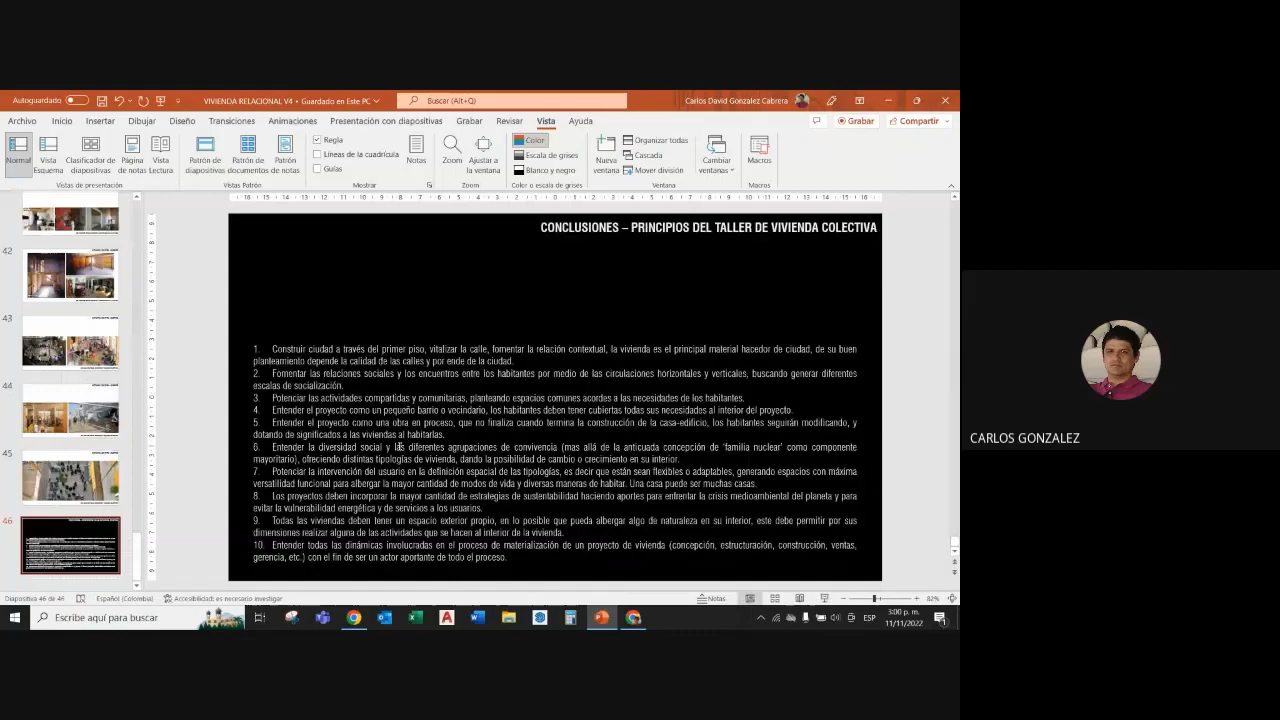 Autoguardado
VIVIENDA RELACIONAL V4 • Guardado en Este PC
Buscar (Alt+Q)
Carlos David Gonzalez Cabrera
Archivo Inicio Insertar Dibujar Diseño Transiciones Animaciones Presentación con diapositivas Grabar Revisar Vista Ayuda
Grabar Compartir
Normal
Vista Esquema
Clasificador de diapositivas
Página de notas
Vista Lectura
Vistas de presentación
Patrón de diapositivas
Patrón de documentos
Patrón de notas
Vistas Patrón
Regla
Líneas de la cuadrícula
Guías
Mostrar
Notas
Zoom
Ajustar a la ventana
Zoom
Color
Escala de grises
Blanco y negro
Color o escala de grises
Nueva ventana
Organizar todas
Cascada
Mover división
Ventana
Cambiar ventanas
Macros
Macros
42
43
44
45
46
CONCLUSIONES – PRINCIPIOS DEL TALLER DE VIVIENDA COLECTIVA
1. Construir ciudad a través del primer piso, vitalizar la calle, fomentar la relación contextual, la vivienda es el principal material hacedor de ciudad, de su buen
planteamiento depende la calidad de las calles y por ende de la ciudad.
2. Fomentar las relaciones sociales y los encuentros entre los habitantes por medio de las circulaciones horizontales y verticales, buscando generar diferentes
escalas de socialización.
3. Potenciar las actividades compartidas y comunitarias, planteando espacios comunes acordes a las necesidades de los habitantes.
4. Entender el proyecto como un pequeño barrio o vecindario, los habitantes deben tener cubiertas todas sus necesidades al interior del proyecto.
5. Entender el proyecto como una obra en proceso, que no finaliza cuando termina la construcción de la casa-edificio, los habitantes seguirán modificando, y
dotando de significados a las viviendas al habitarlas.
6. Entender la diversidad social y las diferentes agrupaciones de convivencia (mas allá de la anticuada concepción de ‘familia nuclear’ como componente
mayoritario), ofreciendo distintas tipologías de vivienda, dando la posibilidad de cambio o crecimiento en su interior.
7. Potenciar la intervención del usuario en la definición espacial de las tipologías, es decir que están sean flexibles o adaptables, generando espacios con máxima
versatilidad funcional para albergar la mayor cantidad de modos de vida y diversas maneras de habitar. Una casa puede ser muchas casas.
8. Los proyectos deben incorporar la mayor cantidad de estrategias de sustentabilidad haciendo aportes para enfrentar la crisis medioambiental del planeta y para
evitar la vulnerabilidad energética y de servicios a los usuarios.
9. Todas las viviendas deben tener un espacio exterior propio, en lo posible que pueda albergar algo de naturaleza en su interior, este debe permitir por sus
dimensiones realizar alguna de las actividades que se hacen al interior de la vivienda.
10. Entender todas las dinámicas involucradas en el proceso de materialización de un proyecto de vivienda (concepción, estructuración, construcción, ventas,
gerencia, etc.) con el fin de ser un actor aportante de todo el proceso.
CARLOS GONZALEZ
Diapositiva 46 de 46 Español (Colombia) Accesibilidad: es necesario investigar
Notas 82%
Escribe aquí para buscar
ESP
3:00 p. m.
11/11/2022